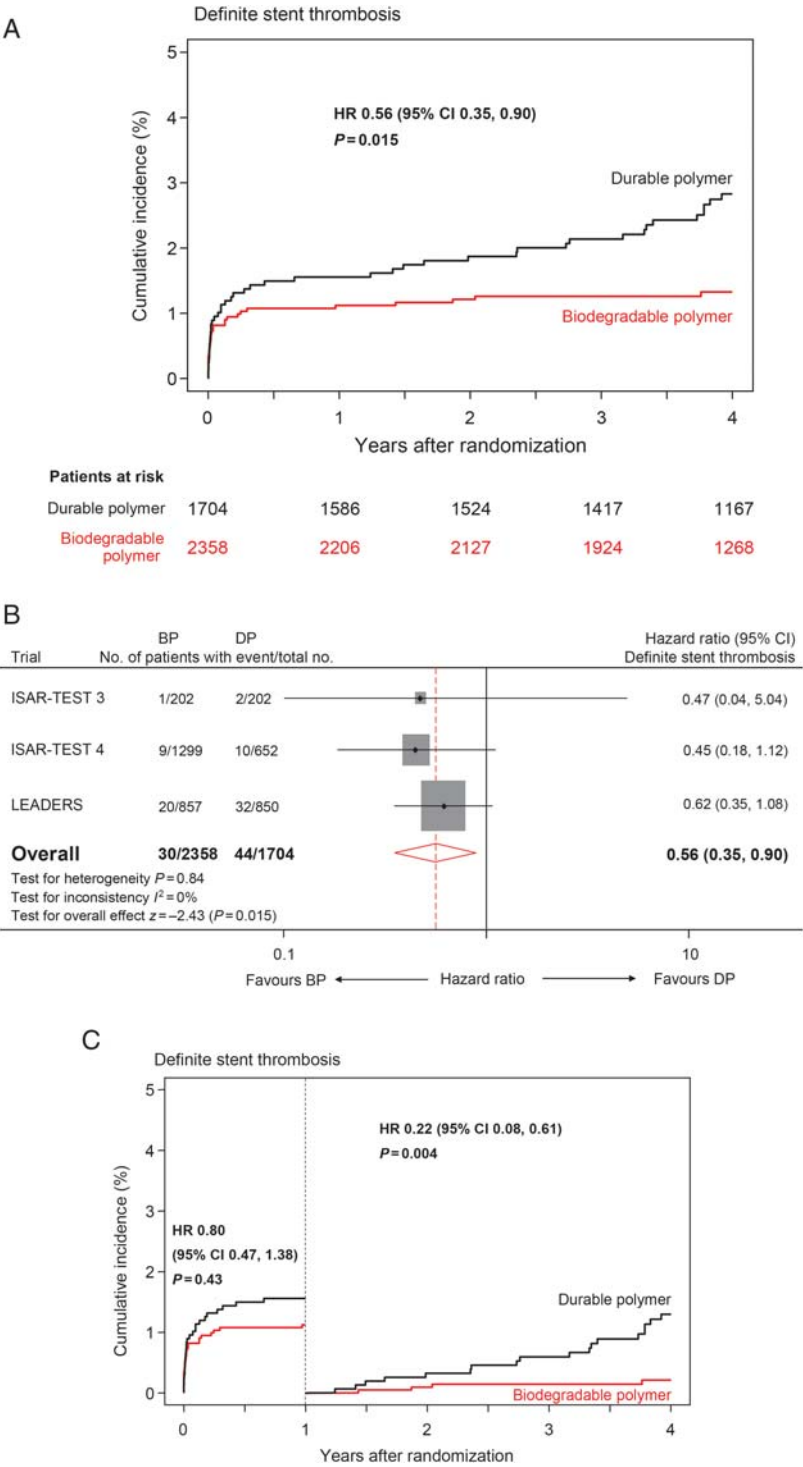 A
Definite stent thrombosis
5
4
3
2
1
0
Cumulative incidence (%)
HR 0.56 (95% CI 0.35, 0.90)
P=0.015
Durable polymer
Biodegradable polymer
0 1 2 3 4
Years after randomization
Patients at risk
Durable polymer 1704 1586 1524 1417 1167
Biodegradable
polymer 2358 2206 2127 1924 1268
B
BP DP Hazard ratio (95% CI)
Trial No. of patients with event/total no. Definite stent thrombosis
ISAR-TEST 3 1/202 2/202 0.47 (0.04, 5.04)
ISAR-TEST 4 9/1299 10/652 0.45 (0.18, 1.12)
LEADERS 20/857 32/850 0.62 (0.35, 1.08)
Overall 30/2358 44/1704 0.56 (0.35, 0.90)
Test for heterogeneity P=0.84
Test for inconsistency I²=0%
Test for overall effect z=–2.43 (P=0.015)
0.1 10
Favours BP Hazard ratio Favours DP
C
Definite stent thrombosis
5
4
3
2
1
0
Cumulative incidence (%)
HR 0.22 (95% CI 0.08, 0.61)
P=0.004
HR 0.80
(95% CI 0.47, 1.38)
P=0.43
Durable polymer
Biodegradable polymer
0 1 2 3 4
Years after randomization